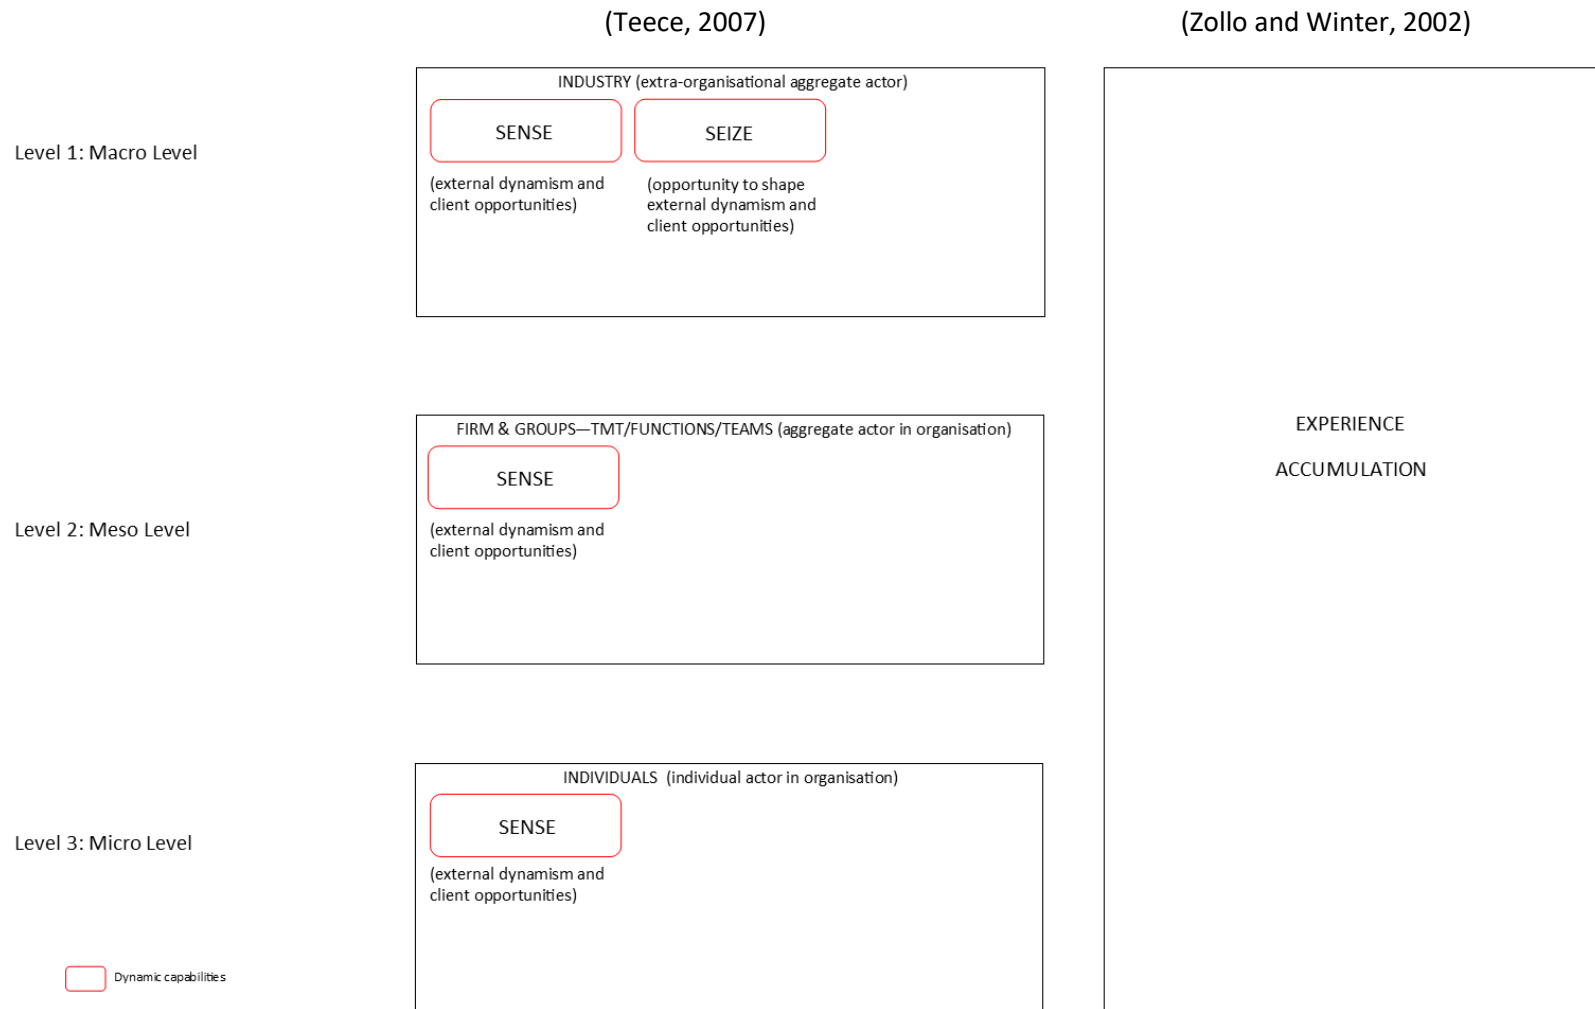 (Teece, 2007)
(Zollo and Winter, 2002)
INDUSTRY (extra-organisational aggregate actor)
SENSE
SEIZE
Level 1: Macro Level
(external dynamism and
client opportunities)
(opportunity to shape
external dynamism and
client opportunities)
FIRM & GROUPS—TMT/FUNCTIONS/TEAMS (aggregate actor in organisation)
SENSE
Level 2: Meso Level
(external dynamism and
client opportunities)
EXPERIENCE
ACCUMULATION
INDIVIDUALS (individual actor in organisation)
SENSE
Level 3: Micro Level
(external dynamism and
client opportunities)
Dynamic capabilities